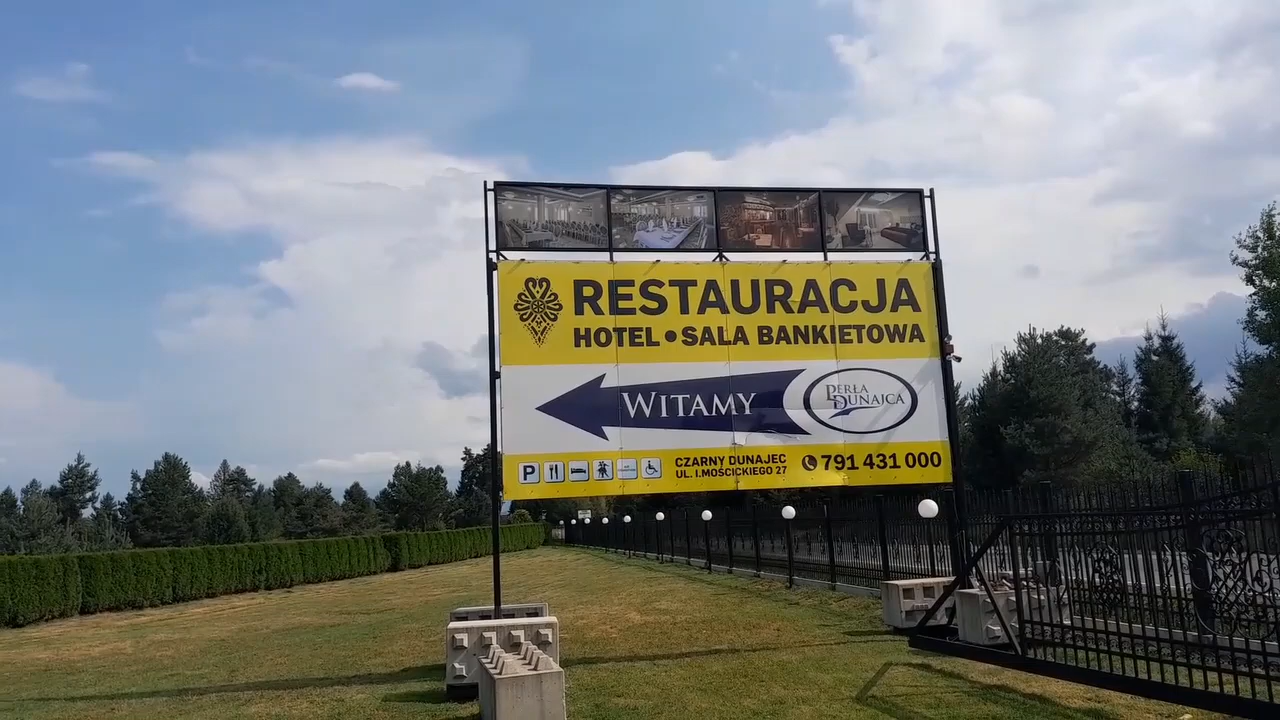 RESTAURACJA
HOTEL • SALA BANKIETOWA
WITAMY
PERŁA
DUNAJCA
P
CZARNY DUNAJEC
UL. I.MOŚCICKIEGO 27
791 431 000